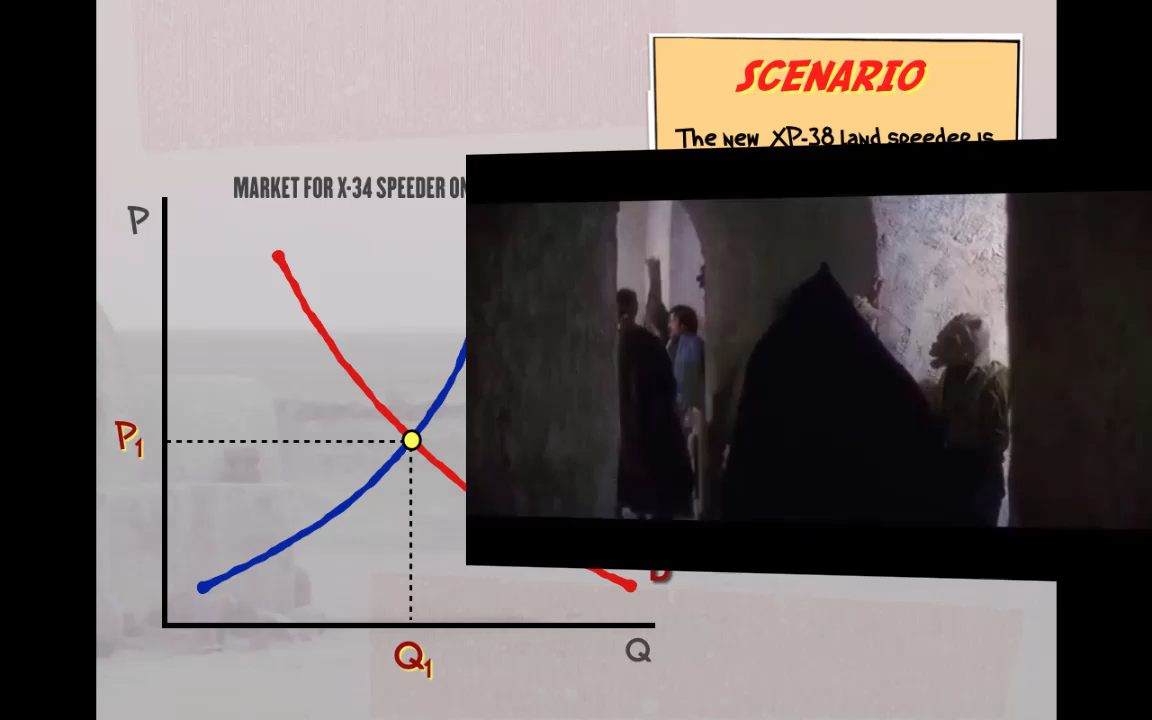 SCENARIO
The new XP-38 land speeder is
MARKET FOR X-34 SPEEDER ON
P
P1
D
Q1
Q